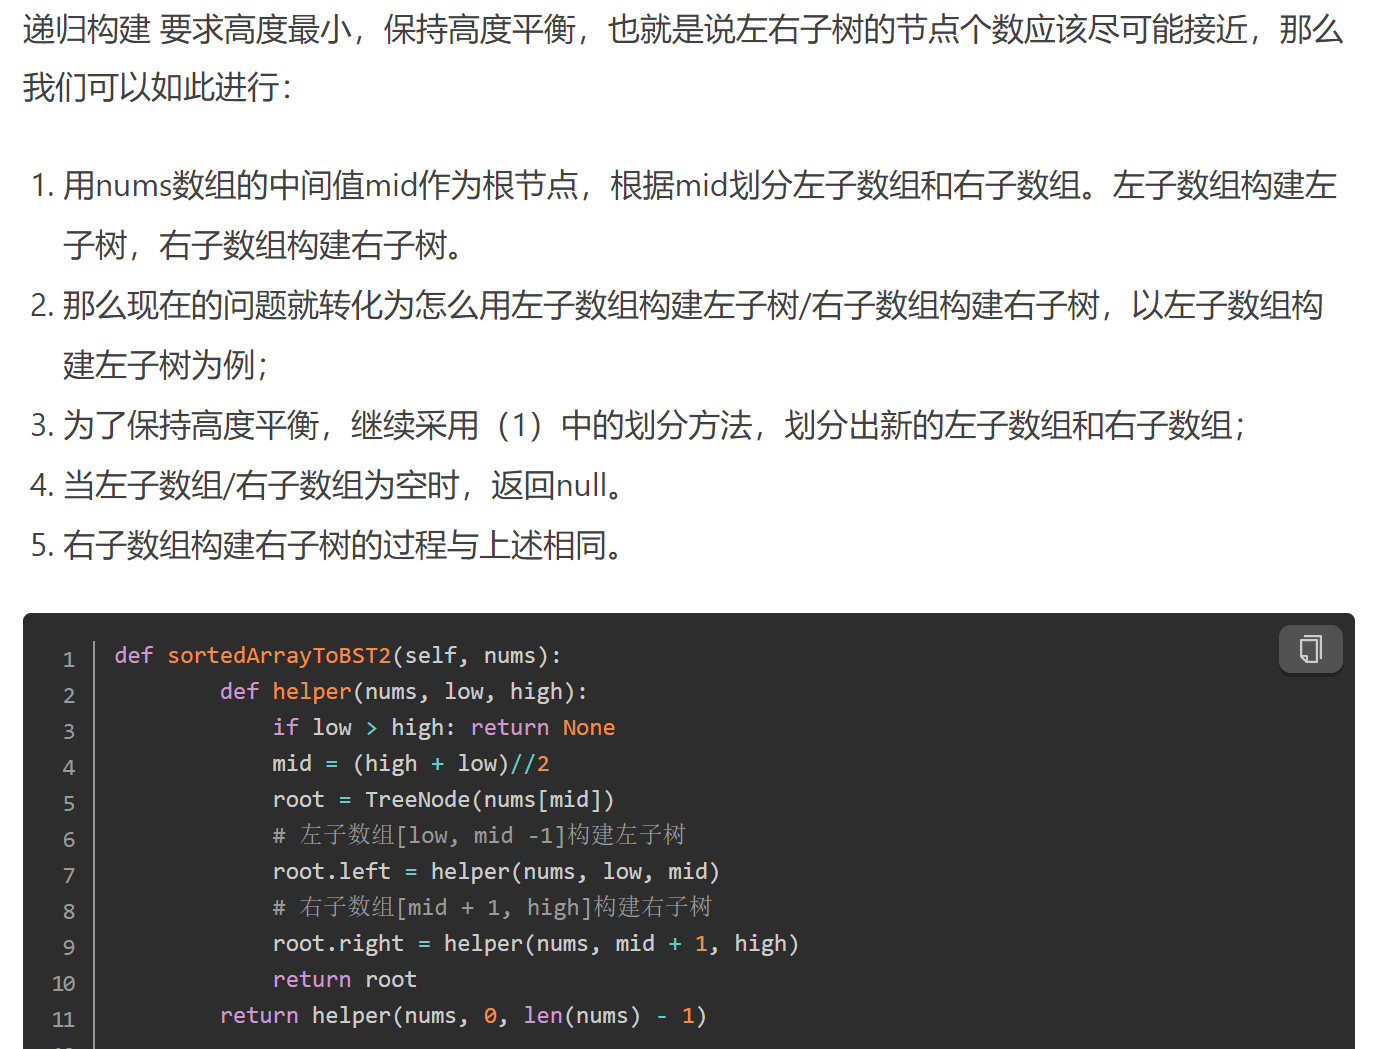 递归构建 要求高度最小，保持高度平衡，也就是说左右子树的节点个数应该尽可能接近，那么
我们可以如此进行：
1. 用nums数组的中间值mid作为根节点，根据mid划分左子数组和右子数组。左子数组构建左
子树，右子数组构建右子树。
2. 那么现在的问题就转化为怎么用左子数组构建左子树/右子数组构建右子树，以左子数组构
建左子树为例；
3. 为了保持高度平衡，继续采用（1）中的划分方法，划分出新的左子数组和右子数组；
4. 当左子数组/右子数组为空时，返回null。
5. 右子数组构建右子树的过程与上述相同。
1 def sortedArrayToBST2(self, nums):
2 def helper(nums, low, high):
3 if low > high: return None
4 mid = (high + low)//2
5 root = TreeNode(nums[mid])
6 # 左子数组[low, mid -1]构建左子树
7 root.left = helper(nums, low, mid)
8 # 右子数组[mid + 1, high]构建右子树
9 root.right = helper(nums, mid + 1, high)
10 return root
11 return helper(nums, 0, len(nums) - 1)